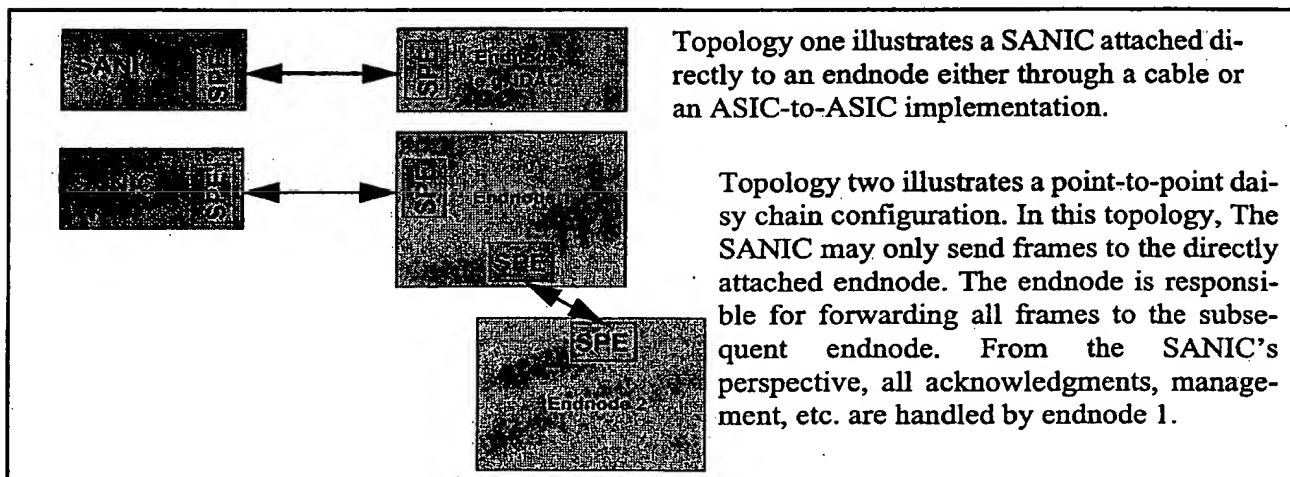 SANIC
SPE
SPE
Endnode
Topology one illustrates a SANIC attached di-
rectly to an endnode either through a cable or
an ASIC-to-ASIC implementation.
SANIC
SPE
SPE
Endnode
SPE
SPE
Endnode 2
Topology two illustrates a point-to-point dai-
sy chain configuration. In this topology, The
SANIC may only send frames to the directly
attached endnode. The endnode is responsi-
ble for forwarding all frames to the subse-
quent endnode. From the SANIC's
perspective, all acknowledgments, manage-
ment, etc. are handled by endnode 1.